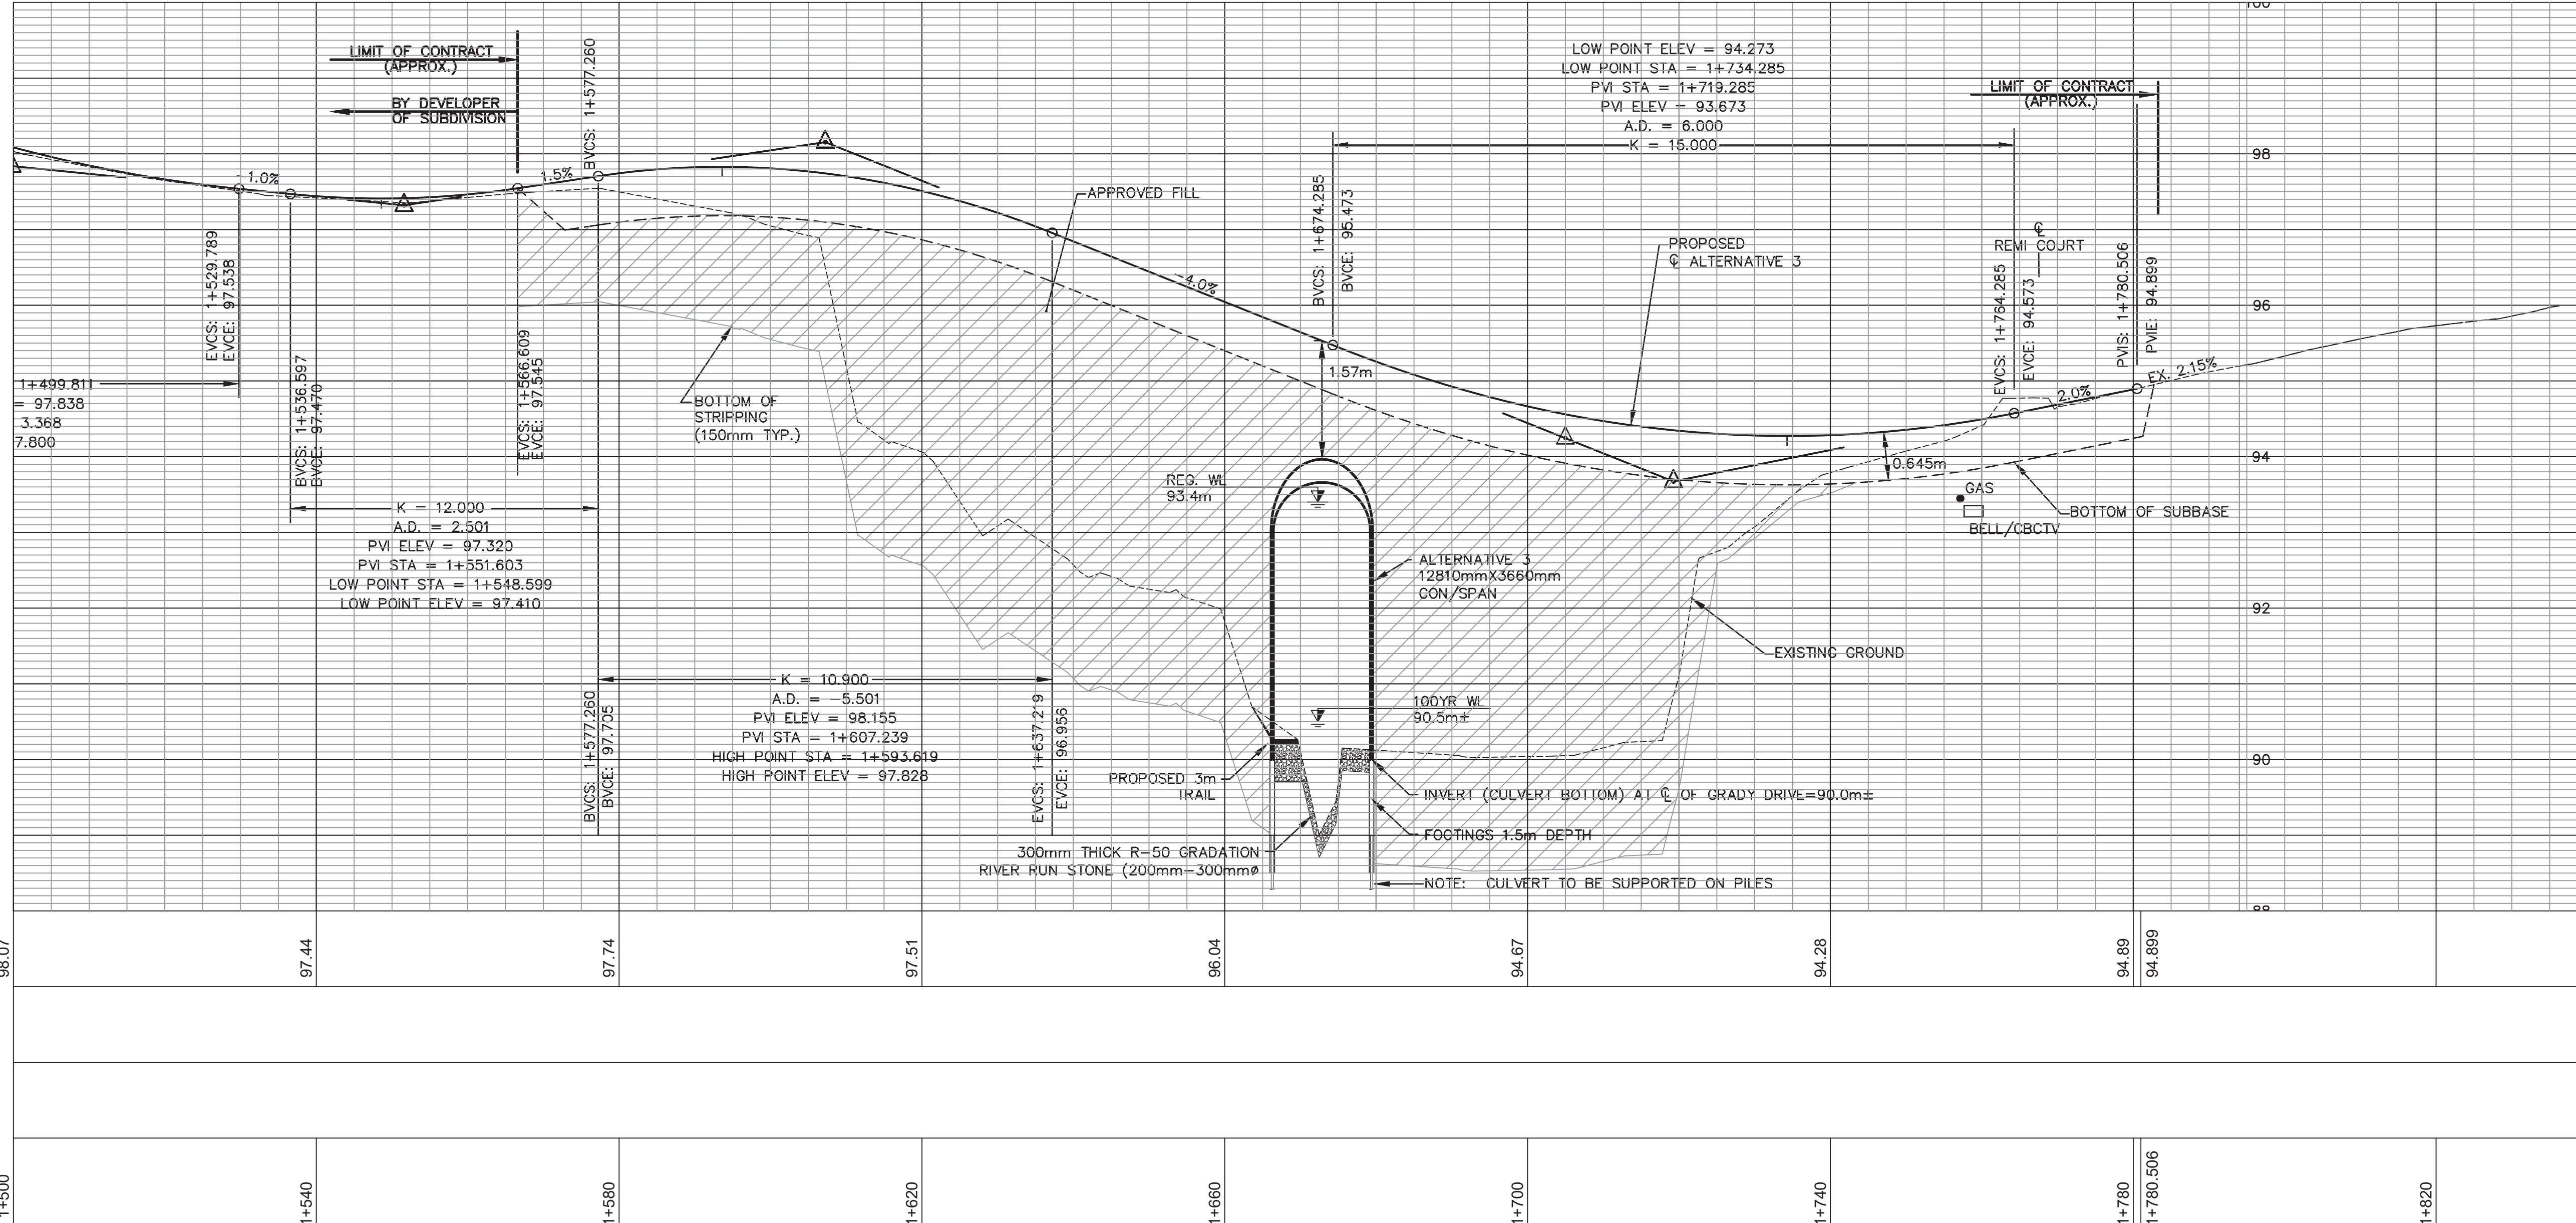 100
LIMIT OF CONTRACT
(APPROX.)
BY DEVELOPER
OF SUBDIVISION
BVCS: 1+577.260
LOW POINT ELEV = 94.273
LOW POINT STA = 1+734.285
PVI STA = 1+719.285
PVI ELEV = 93.673
A.D. = 6.000
K = 15.000
LIMIT OF CONTRACT
(APPROX.)
98
-1.0%
1.5%
APPROVED FILL
BVCS: 1+674.285
BVCE: 95.473
PROPOSED
℄ ALTERNATIVE 3
℄
REMI COURT
EVCS: 1+529.789
EVCE: 97.538
-4.0%
EVCS: 1+764.285
EVCE: 94.573
PVIS: 1+780.506
PVIE: 94.899
96
1+499.811
= 97.838
3.368
7.800
BVCS: 1+536.597
BVCE: 97.470
EVCS: 1+566.609
EVCE: 97.545
1.57m
EX. 2.15%
2.0%
BOTTOM OF
STRIPPING
(150mm TYP.)
94
0.645m
REG. WL
93.4m
GAS
BELL/CBCTV
BOTTOM OF SUBBASE
K = 12.000
A.D. = 2.501
PVI ELEV = 97.320
PVI STA = 1+551.603
LOW POINT STA = 1+548.599
LOW POINT ELEV = 97.410
ALTERNATIVE 3
12810mmX3660mm
CON/SPAN
92
EXISTING GROUND
K = 10.900
A.D. = -5.501
PVI ELEV = 98.155
PVI STA = 1+607.239
HIGH POINT STA = 1+593.619
HIGH POINT ELEV = 97.828
BVCS: 1+577.260
BVCE: 97.705
EVCS: 1+637.219
EVCE: 96.956
100YR WL
90.5m±
90
PROPOSED 3m
TRAIL
INVERT (CULVERT BOTTOM) AT ℄ OF GRADY DRIVE=90.0m±
FOOTINGS 1.5m DEPTH
300mm THICK R-50 GRADATION
RIVER RUN STONE (200mm-300mmø
NOTE: CULVERT TO BE SUPPORTED ON PILES
88
98.07
97.44
97.74
97.51
96.04
94.67
94.28
94.89
94.899
1+500
1+540
1+580
1+620
1+660
1+700
1+740
1+780
1+780.506
1+820